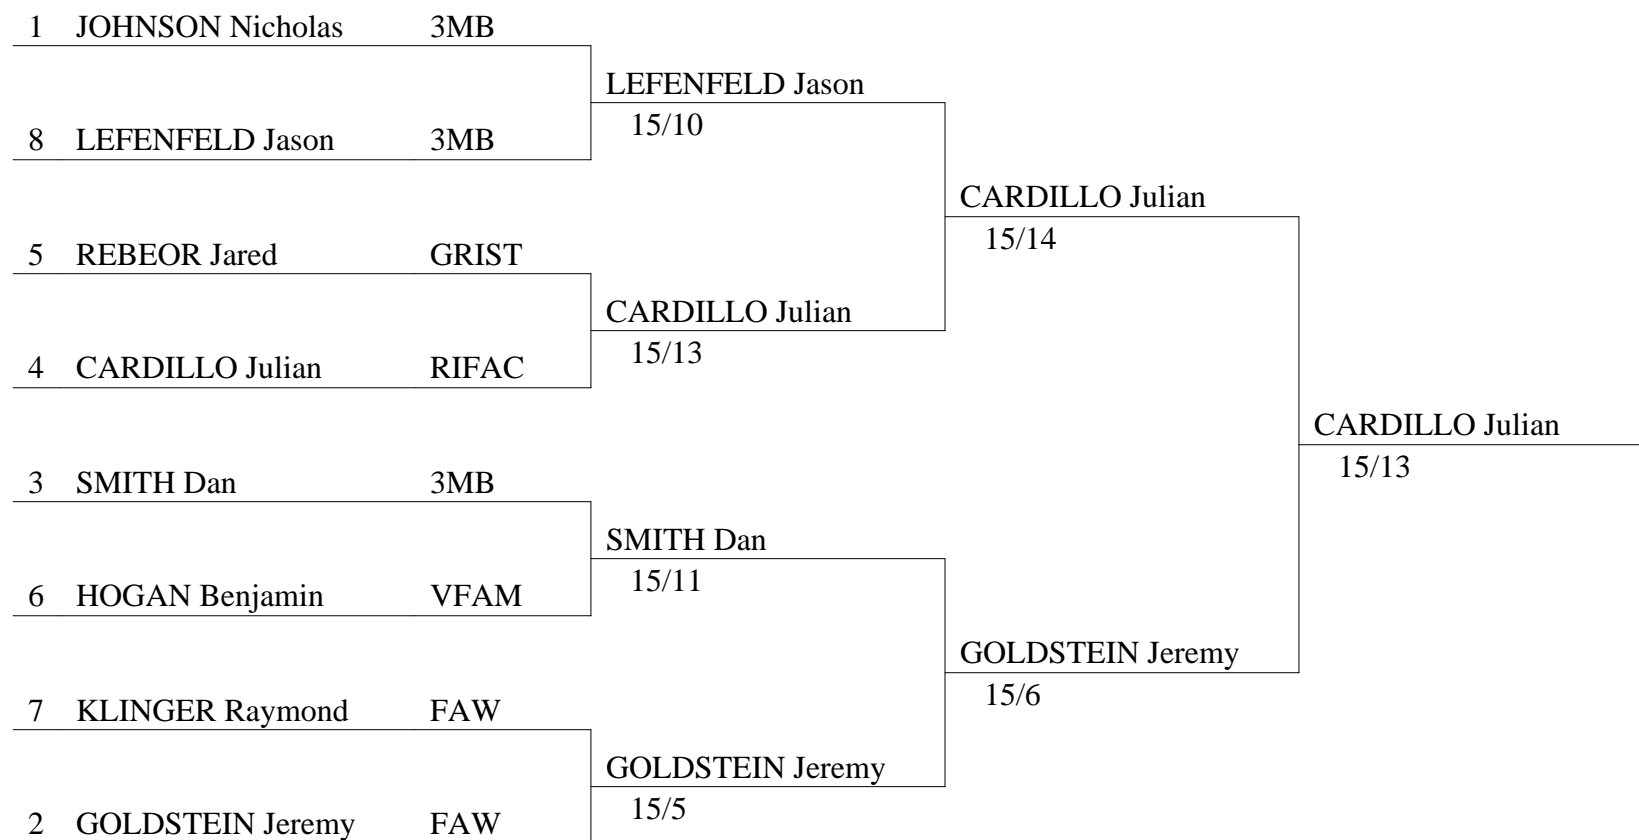 1 JOHNSON Nicholas 3MB
LEFENFELD Jason
15/10
8 LEFENFELD Jason 3MB
CARDILLO Julian
15/14
5 REBEOR Jared GRIST
CARDILLO Julian
15/13
4 CARDILLO Julian RIFAC
CARDILLO Julian
15/13
3 SMITH Dan 3MB
SMITH Dan
15/11
6 HOGAN Benjamin VFAM
GOLDSTEIN Jeremy
15/6
7 KLINGER Raymond FAW
GOLDSTEIN Jeremy
15/5
2 GOLDSTEIN Jeremy FAW